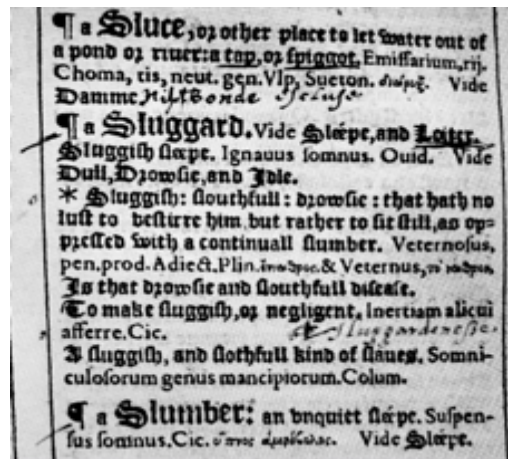 ¶ a Sluce, or other place to let water out of
a pond or riuer: a tap, or spiggot. Emissarium, rij.
Choma, tis, neut. gen. Vlp. Sueton. Vide
Damme.
¶ a Sluggard. Vide Sleepe, and Loiter.
Sluggish sleepe. Ignauus somnus. Ouid. Vide
Dull, Drowsie, and Idle.
* Sluggish: slouthfull: drowsie: that hath no
lust to bestirre him, but rather to sit still, as op=
pressed with a continuall slumber. Veternosus,
pen. prod. Adiect. Plin. & Veternus,
Is that drowsie and slouthfull disease.
To make sluggish, or negligent. Inertiam alicui
afferre. Cic. Sluggardnesse.
A sluggish, and slothfull kind of slaues. Somni-
culosorum genus mancipiorum. Colum.
¶ a Slumber: an vnquiet sleepe. Suspen-
sus somnus. Cic. Vide Sleepe.